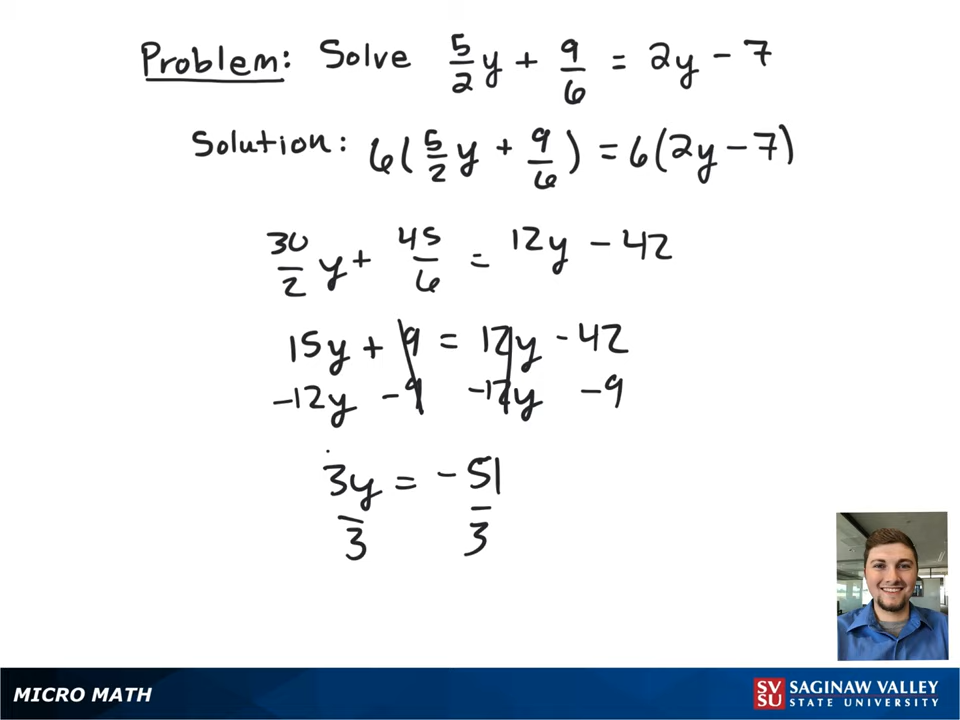 Problem: Solve 5/2 y + 9/6 = 2y - 7
Solution: 6(5/2 y + 9/6) = 6(2y - 7)
30/2 y + 45/6 = 12y - 42
15y + 9 = 12y - 42
-12y - 9 -12y - 9
3y = -51
3 3
MICRO MATH
SV SU SAGINAW VALLEY
STATE UNIVERSITY